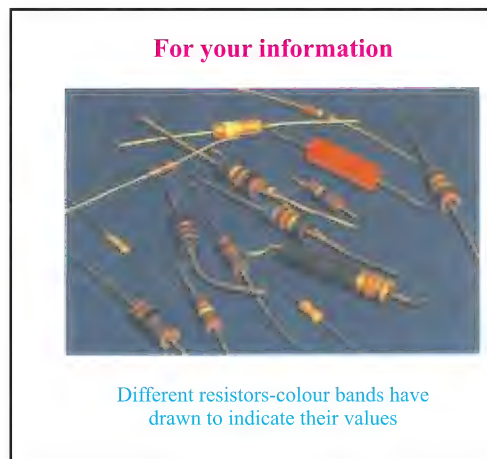 For your information
Different resistors-colour bands have
drawn to indicate their values